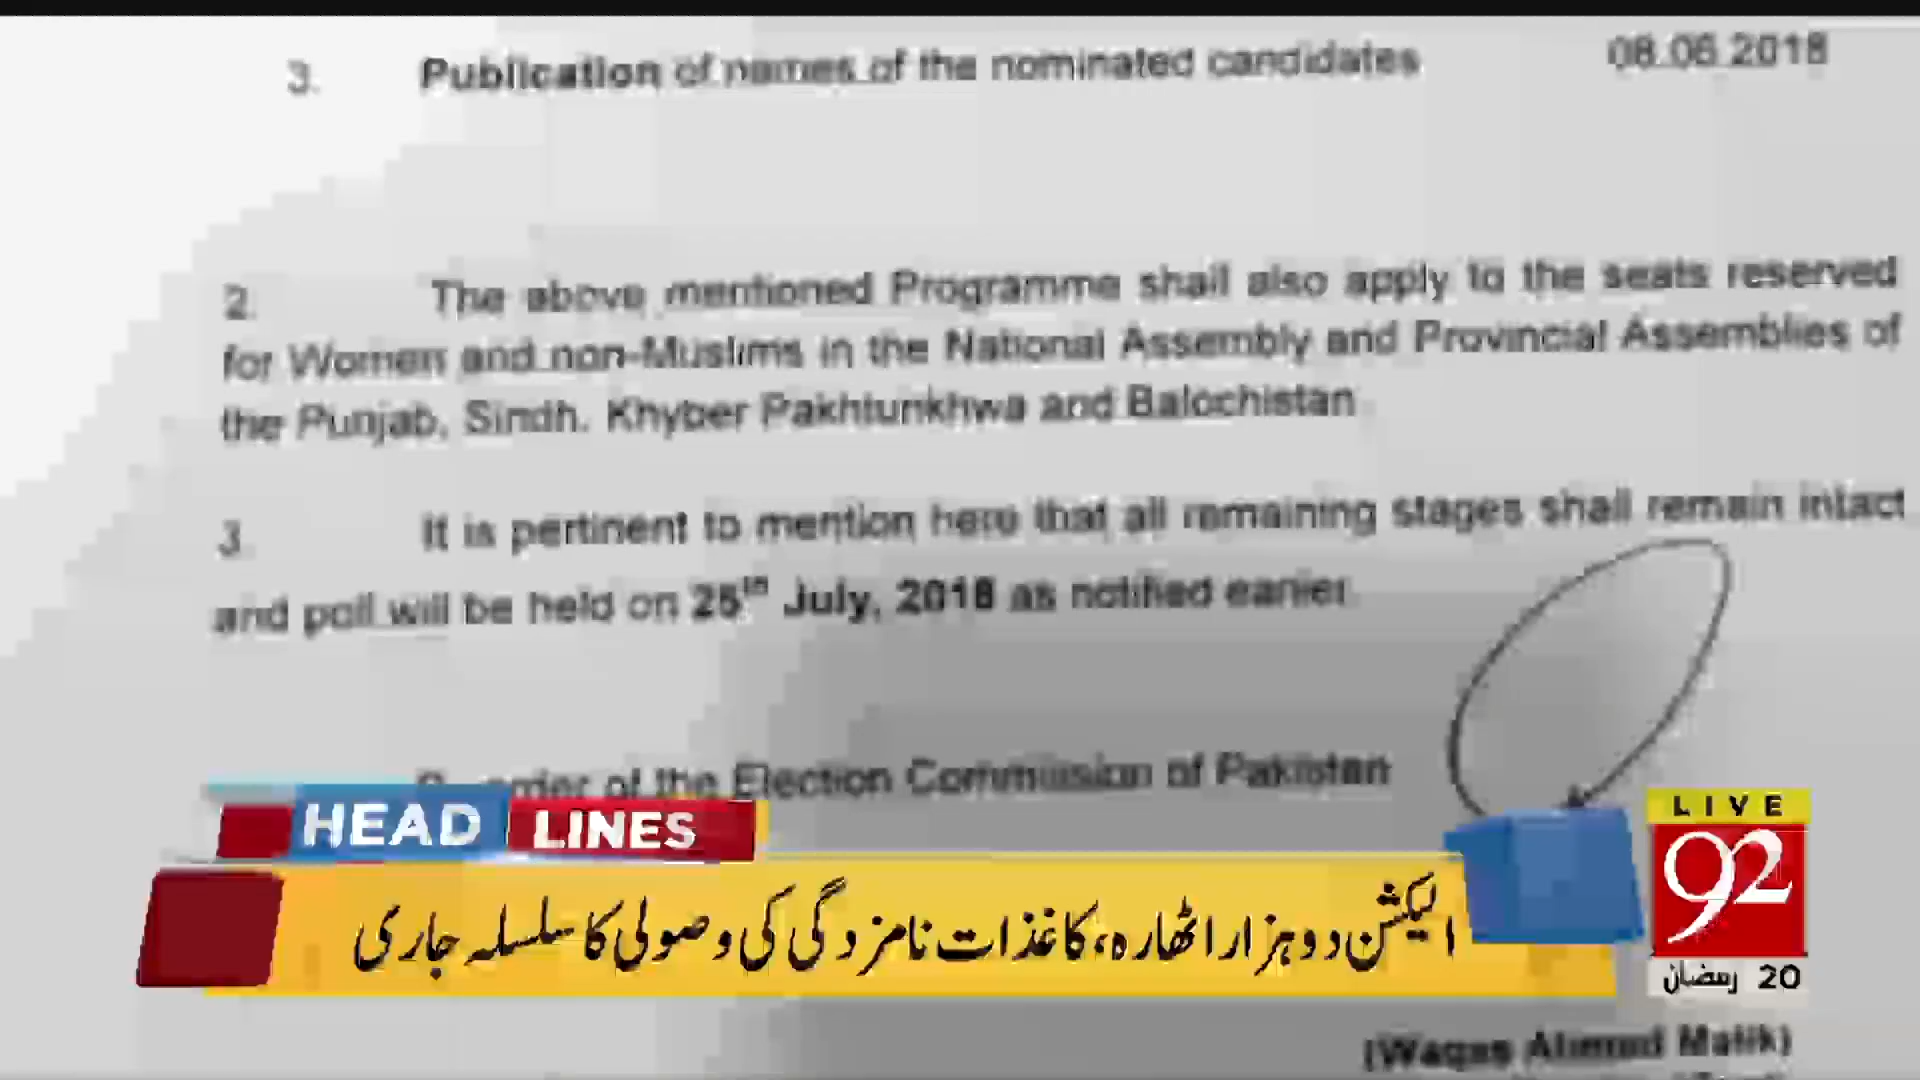 3. Publication of names of the nominated candidates 08.06.2018
2. The above mentioned Programme shall also apply to the seats reserved
for Women and non-Muslims in the National Assembly and Provincial Assemblies of
the Punjab, Sindh, Khyber Pakhtunkhwa and Balochistan
3. It is pertinent to mention here that all remaining stages shall remain intact
and poll will be held on 25th July, 2018 as notified earlier.
order of the Election Commission of Pakistan
HEAD LINES
LIVE
92
الیکشن دو ہزار اٹھارہ، کاغذات نامزدگی کی وصولی کا سلسلہ جاری
20 رمضان
(Waqas Ahmad Malik)